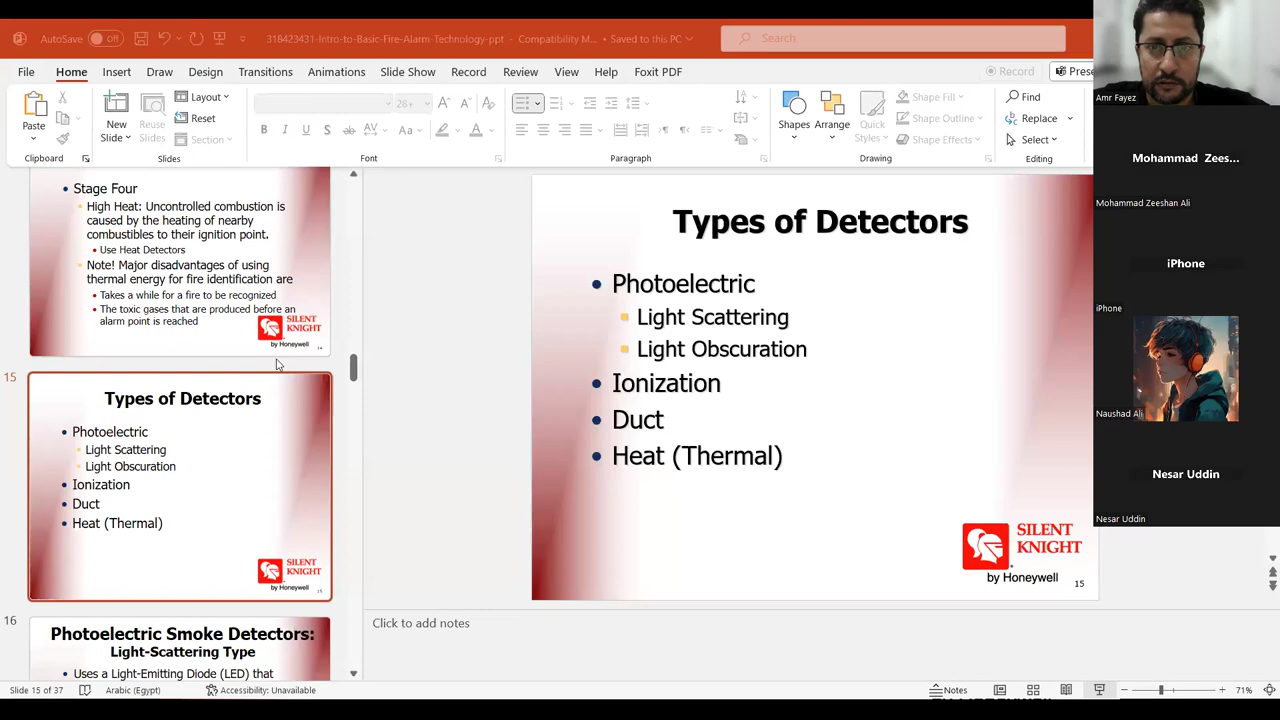 AutoSave
Off
318423431-Intro-to-Basic-Fire-Alarm-Technology-ppt - Compatibility M... • Saved to this PC
Search
File Home Insert Draw Design Transitions Animations Slide Show Record Review View Help Foxit PDF
Record
Prese
Paste
Clipboard
New
Slide
Reuse
Slides
Layout
Reset
Section
Slides
28+
Font
Paragraph
Shapes
Arrange
Quick
Styles
Shape Fill
Shape Outline
Shape Effects
Drawing
Find
Replace
Select
Editing
Stage Four
High Heat: Uncontrolled combustion is
caused by the heating of nearby
combustibles to their ignition point.
• Use Heat Detectors
Note! Major disadvantages of using
thermal energy for fire identification are
• Takes a while for a fire to be recognized
• The toxic gases that are produced before an
alarm point is reached
SILENT
KNIGHT
by Honeywell
14
15
Types of Detectors
• Photoelectric
Light Scattering
Light Obscuration
• Ionization
• Duct
• Heat (Thermal)
SILENT
KNIGHT
by Honeywell
15
16
Photoelectric Smoke Detectors:
Light-Scattering Type
• Uses a Light-Emitting Diode (LED) that
Types of Detectors
• Photoelectric
Light Scattering
Light Obscuration
• Ionization
• Duct
• Heat (Thermal)
SILENT
KNIGHT
by Honeywell
15
Click to add notes
Slide 15 of 37
Arabic (Egypt)
Accessibility: Unavailable
Notes
71%
Amr Fayez
Mohammad Zees...
Mohammad Zeeshan Ali
iPhone
iPhone
Naushad Ali
Nesar Uddin
Nesar Uddin